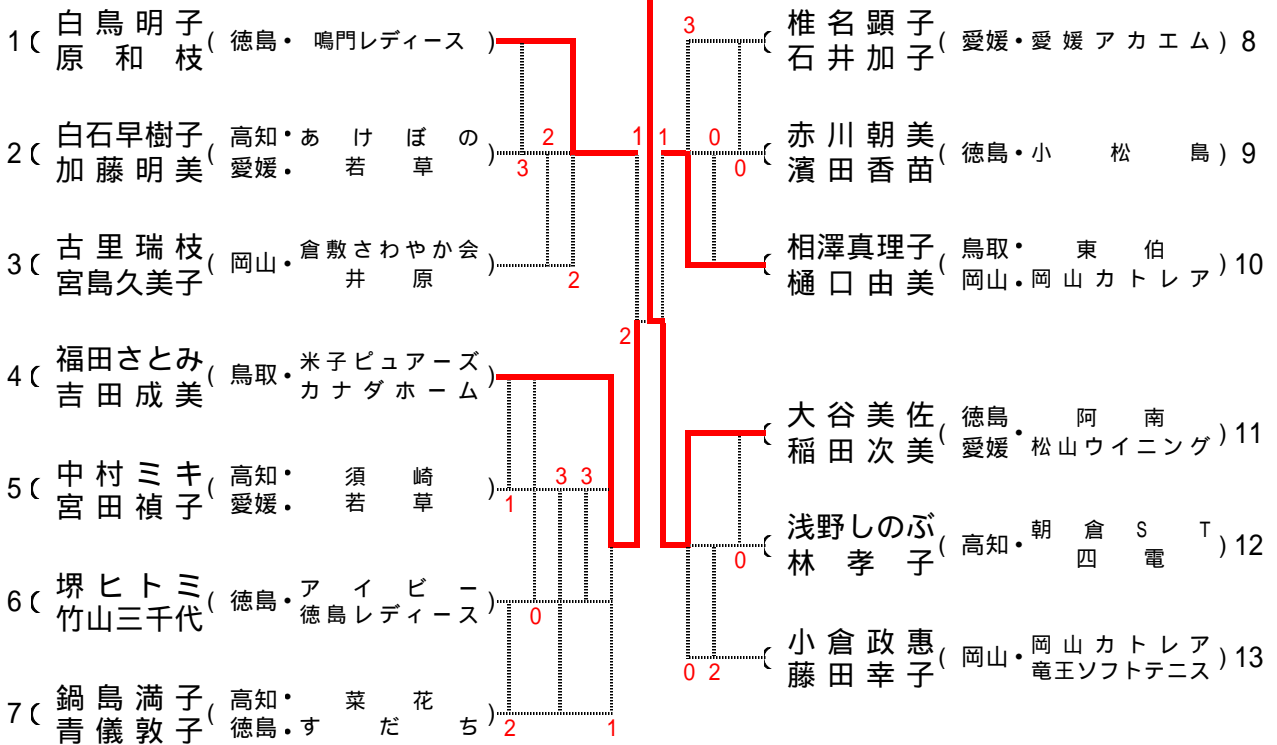 1 ( 白鳥明子 原和枝 ( 徳島・ 鳴門レディース )
2 ( 白石早樹子 加藤明美 ( 高知・あけぼの 愛媛・若草 )
3 ( 古里瑞枝 宮島久美子 ( 岡山・倉敷さわやか会 井原 )
4 ( 福田さとみ 吉田成美 ( 鳥取・米子ピュアーズ カナダホーム )
5 ( 中村ミキ 宮田禎子 ( 高知・須崎 愛媛・若草 )
6 ( 堺ヒトミ 竹山三千代 ( 徳島・アイビー 徳島レディース )
7 ( 鍋島満子 青儀敦子 ( 高知・菜花 徳島・すだち )
3
2
2
3
1
3 3
0
2
1
1
1
2
( 椎名顕子 石井加子 ( 愛媛・愛媛アカエム ) 8
( 赤川朝美 濱田香苗 ( 徳島・小松島 ) 9
( 相澤真理子 樋口由美 ( 鳥取・東伯 岡山・岡山カトレア ) 10
( 大谷美佐 稲田次美 ( 徳島・阿南 愛媛・松山ウイニング ) 11
( 浅野しのぶ 林孝子 ( 高知・朝倉ST 四電 ) 12
( 小倉政惠 藤田幸子 ( 岡山・岡山カトレア 竜王ソフトテニス ) 13
3
0
0
0
0 2